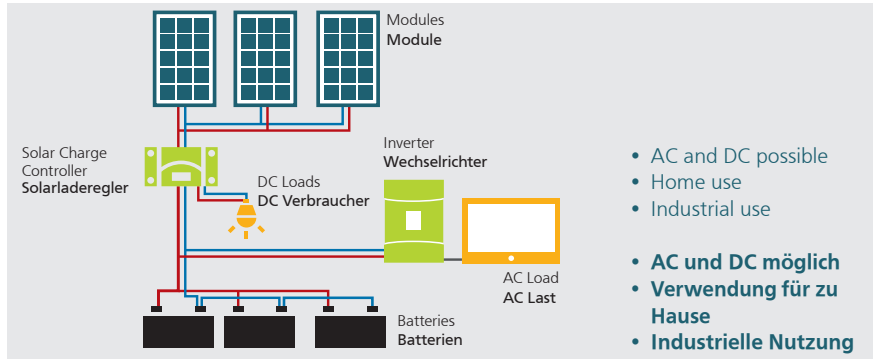 Modules
Module
Solar Charge
Controller
Solarladeregler
DC Loads
DC Verbraucher
Inverter
Wechselrichter
AC Load
AC Last
Batteries
Batterien
• AC and DC possible
• Home use
• Industrial use
• AC und DC möglich
• Verwendung für zu
Hause
• Industrielle Nutzung